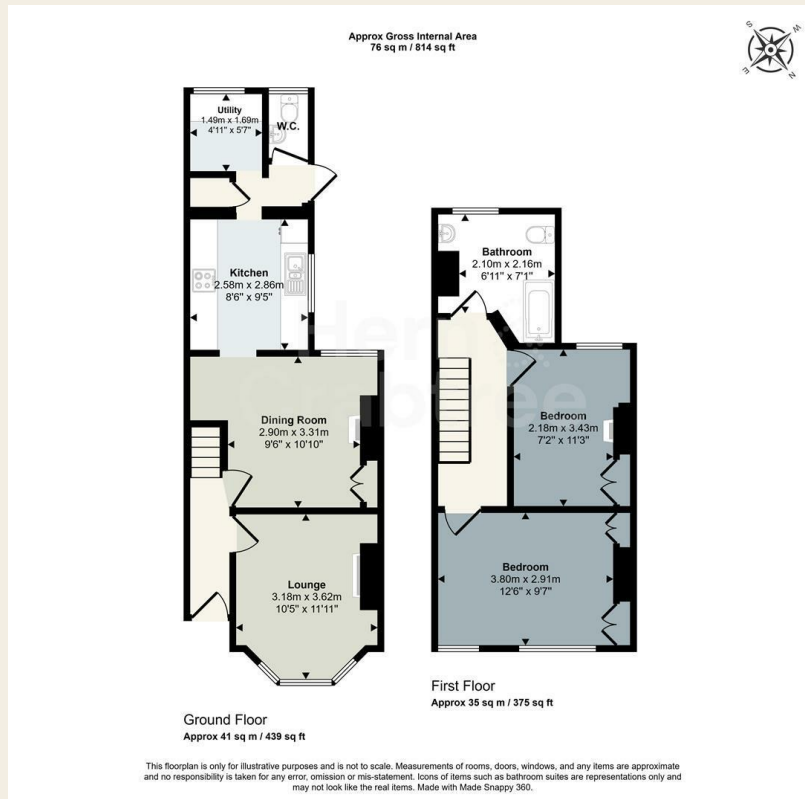 Approx Gross Internal Area
76 sq m / 814 sq ft
S
W
E
N
Utility
1.49m x 1.69m
4'11" x 5'7"
W.C.
Kitchen
2.58m x 2.86m
8'6" x 9'5"
Dining Room
2.90m x 3.31m
9'6" x 10'10"
Lounge
3.18m x 3.62m
10'5" x 11'11"
Ground Floor
Approx 41 sq m / 439 sq ft
Bathroom
2.10m x 2.16m
6'11" x 7'1"
Bedroom
2.18m x 3.43m
7'2" x 11'3"
Bedroom
3.80m x 2.91m
12'6" x 9'7"
First Floor
Approx 35 sq m / 375 sq ft
Hern
Crabtree
This floorplan is only for illustrative purposes and is not to scale. Measurements of rooms, doors, windows, and any items are approximate
and no responsibility is taken for any error, omission or mis-statement. Icons of items such as bathroom suites are representations only and
may not look like the real items. Made with Made Snappy 360.